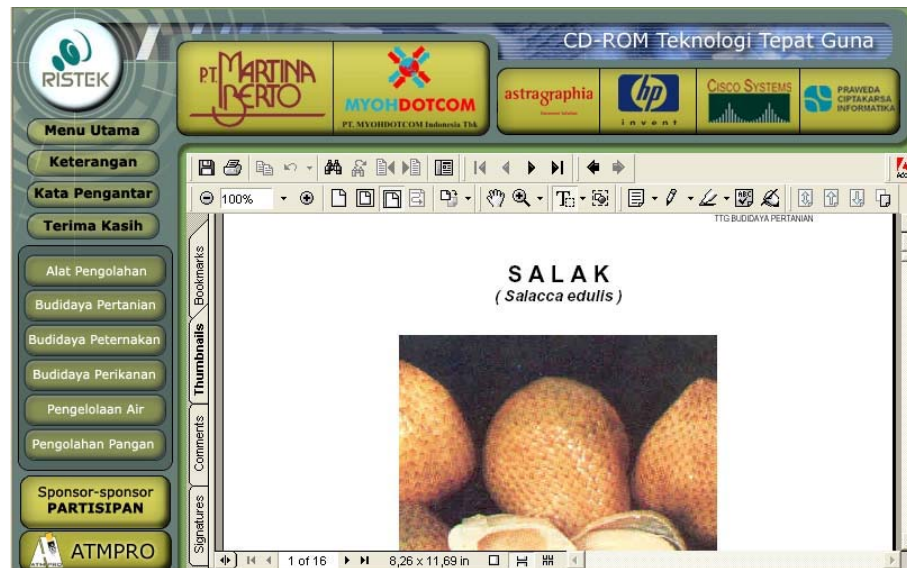 RISTEK
CD-ROM Teknologi Tepat Guna
P.T. MARTINA
BERTO
MYOHDOTCOM
PT. MYOHDOTCOM Indonesia Tbk
astragraphia
hp
invent
CISCO SYSTEMS
PRAWEDA
CIPTAKARSA
INFORMATIKA
Menu Utama
Keterangan
Kata Pengantar
Terima Kasih
Alat Pengolahan
Budidaya Pertanian
Budidaya Peternakan
Budidaya Perikanan
Pengelolaan Air
Pengolahan Pangan
Sponsor-sponsor
PARTISIPAN
ATMPRO
100%
Bookmarks
Thumbnails
Comments
Signatures
TTG BUDIDAYA PERTANIAN
SALAK
( Salacca edulis )
1 of 16
8,26 x 11,69 in